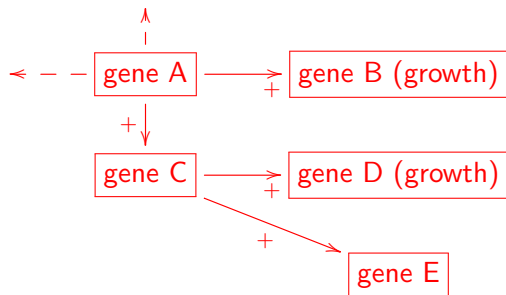 gene A
gene B (growth)
+
+
gene C
gene D (growth)
+
+
gene E